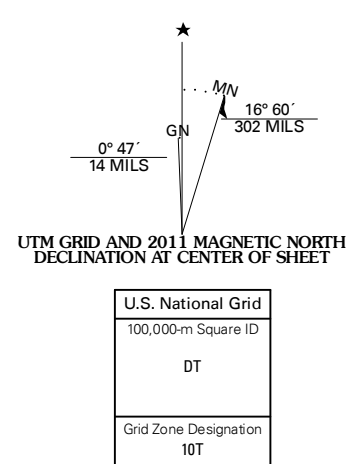 MN
GN
16° 60´
302 MILS
0° 47´
14 MILS
UTM GRID AND 2011 MAGNETIC NORTH
DECLINATION AT CENTER OF SHEET
U.S. National Grid
100,000-m Square ID
DT
Grid Zone Designation
10T